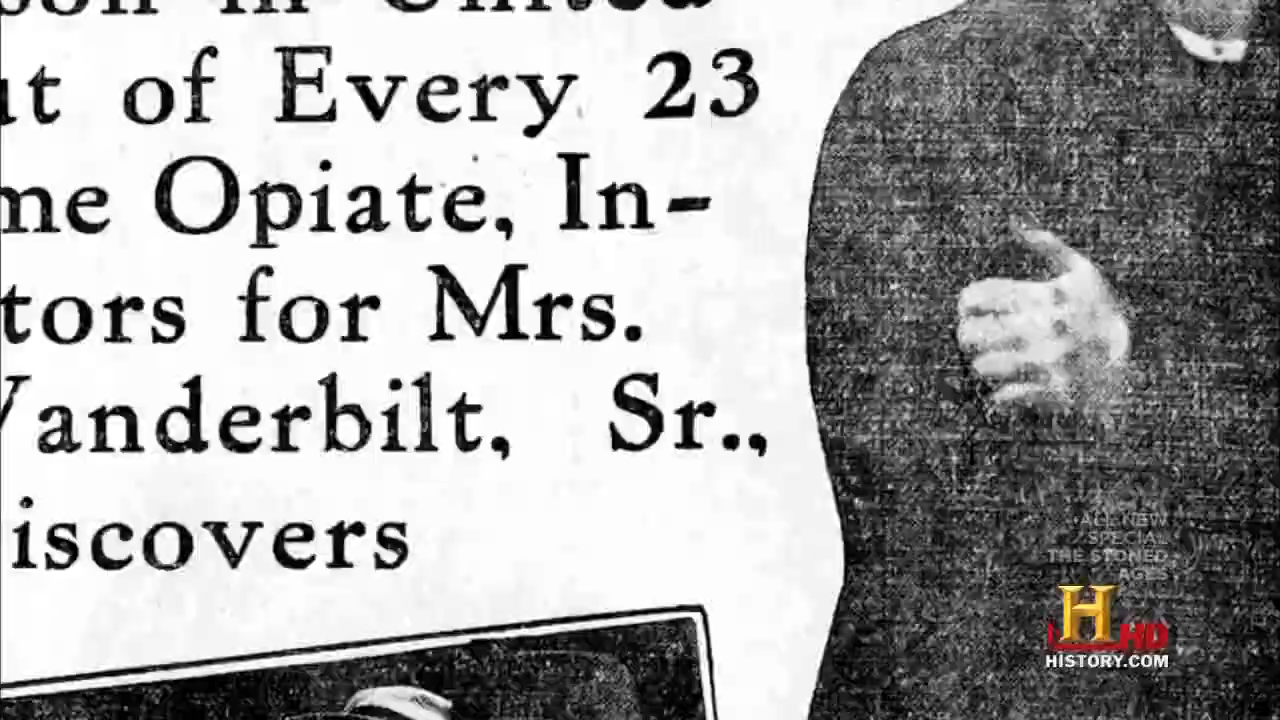 ut of Every 23
me Opiate, In-
tors for Mrs.
Vanderbilt, Sr.,
iscovers
ALL NEW
SPECIAL
THE STONED
AGES
H HD
HISTORY.COM